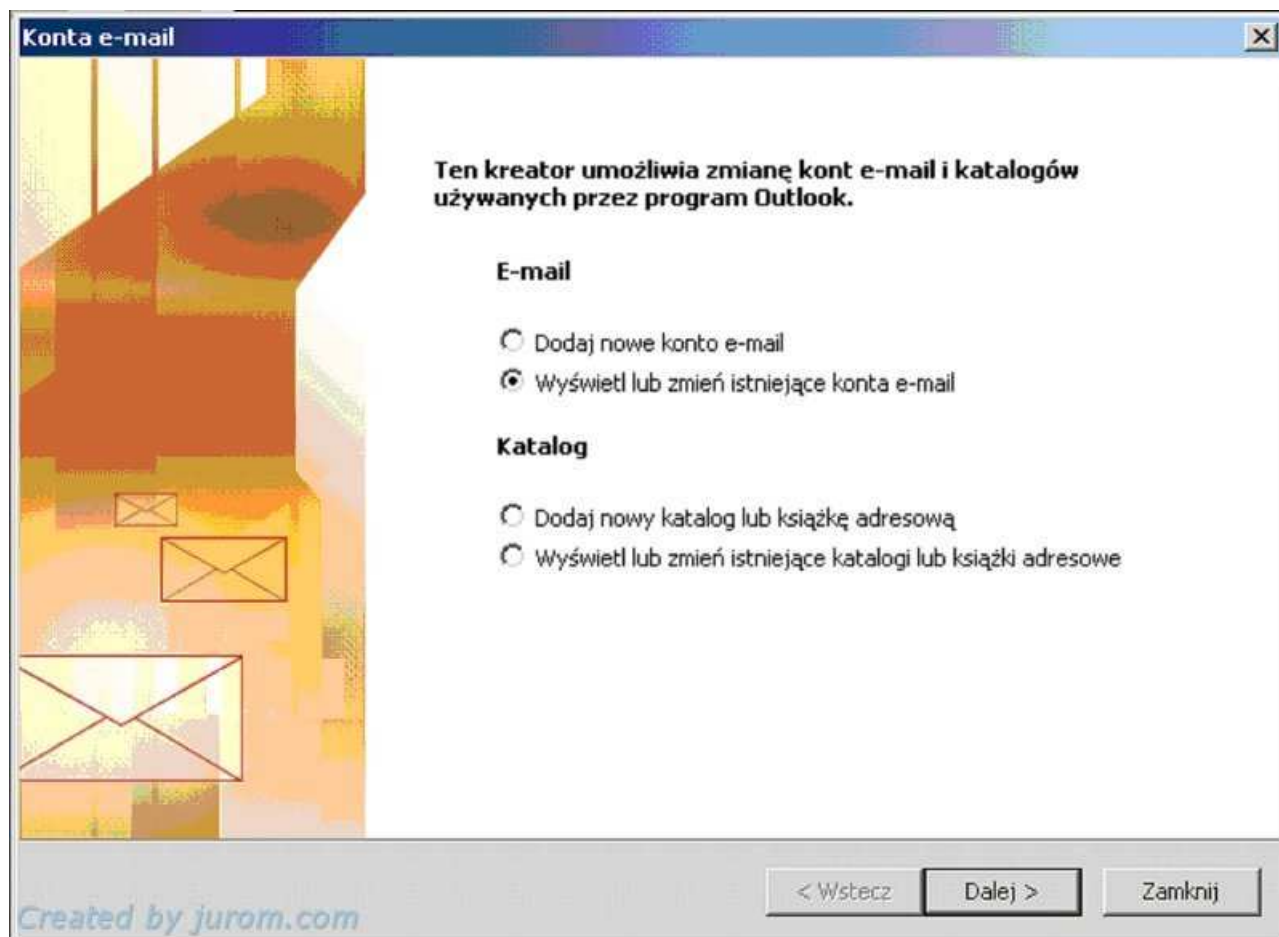 Konta e-mail
Ten kreator umożliwia zmianę kont e-mail i katalogów
używanych przez program Outlook.
E-mail
Dodaj nowe konto e-mail
Wyświetl lub zmień istniejące konta e-mail
Katalog
Dodaj nowy katalog lub książkę adresową
Wyświetl lub zmień istniejące katalogi lub książki adresowe
< Wstecz
Dalej >
Zamknij
Created by jurom.com